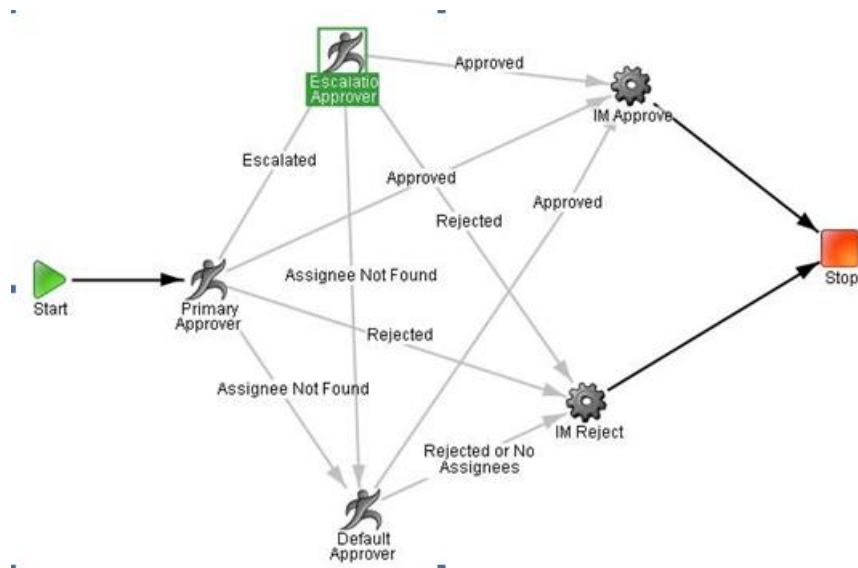 Escalatio
Approver
Approved
IM Approve
Escalated
Approved
Approved
Rejected
Start
Primary
Approver
Assignee Not Found
Stop
Rejected
Assignee Not Found
IM Reject
Rejected or No
Assignees
Default
Approver